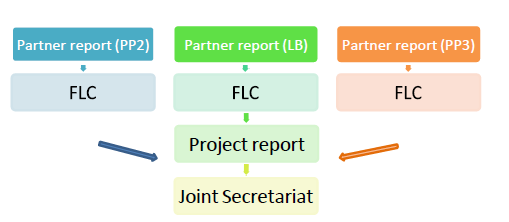 Partner report (PP2)
Partner report (LB)
Partner report (PP3)
FLC
FLC
FLC
Project report
Joint Secretariat